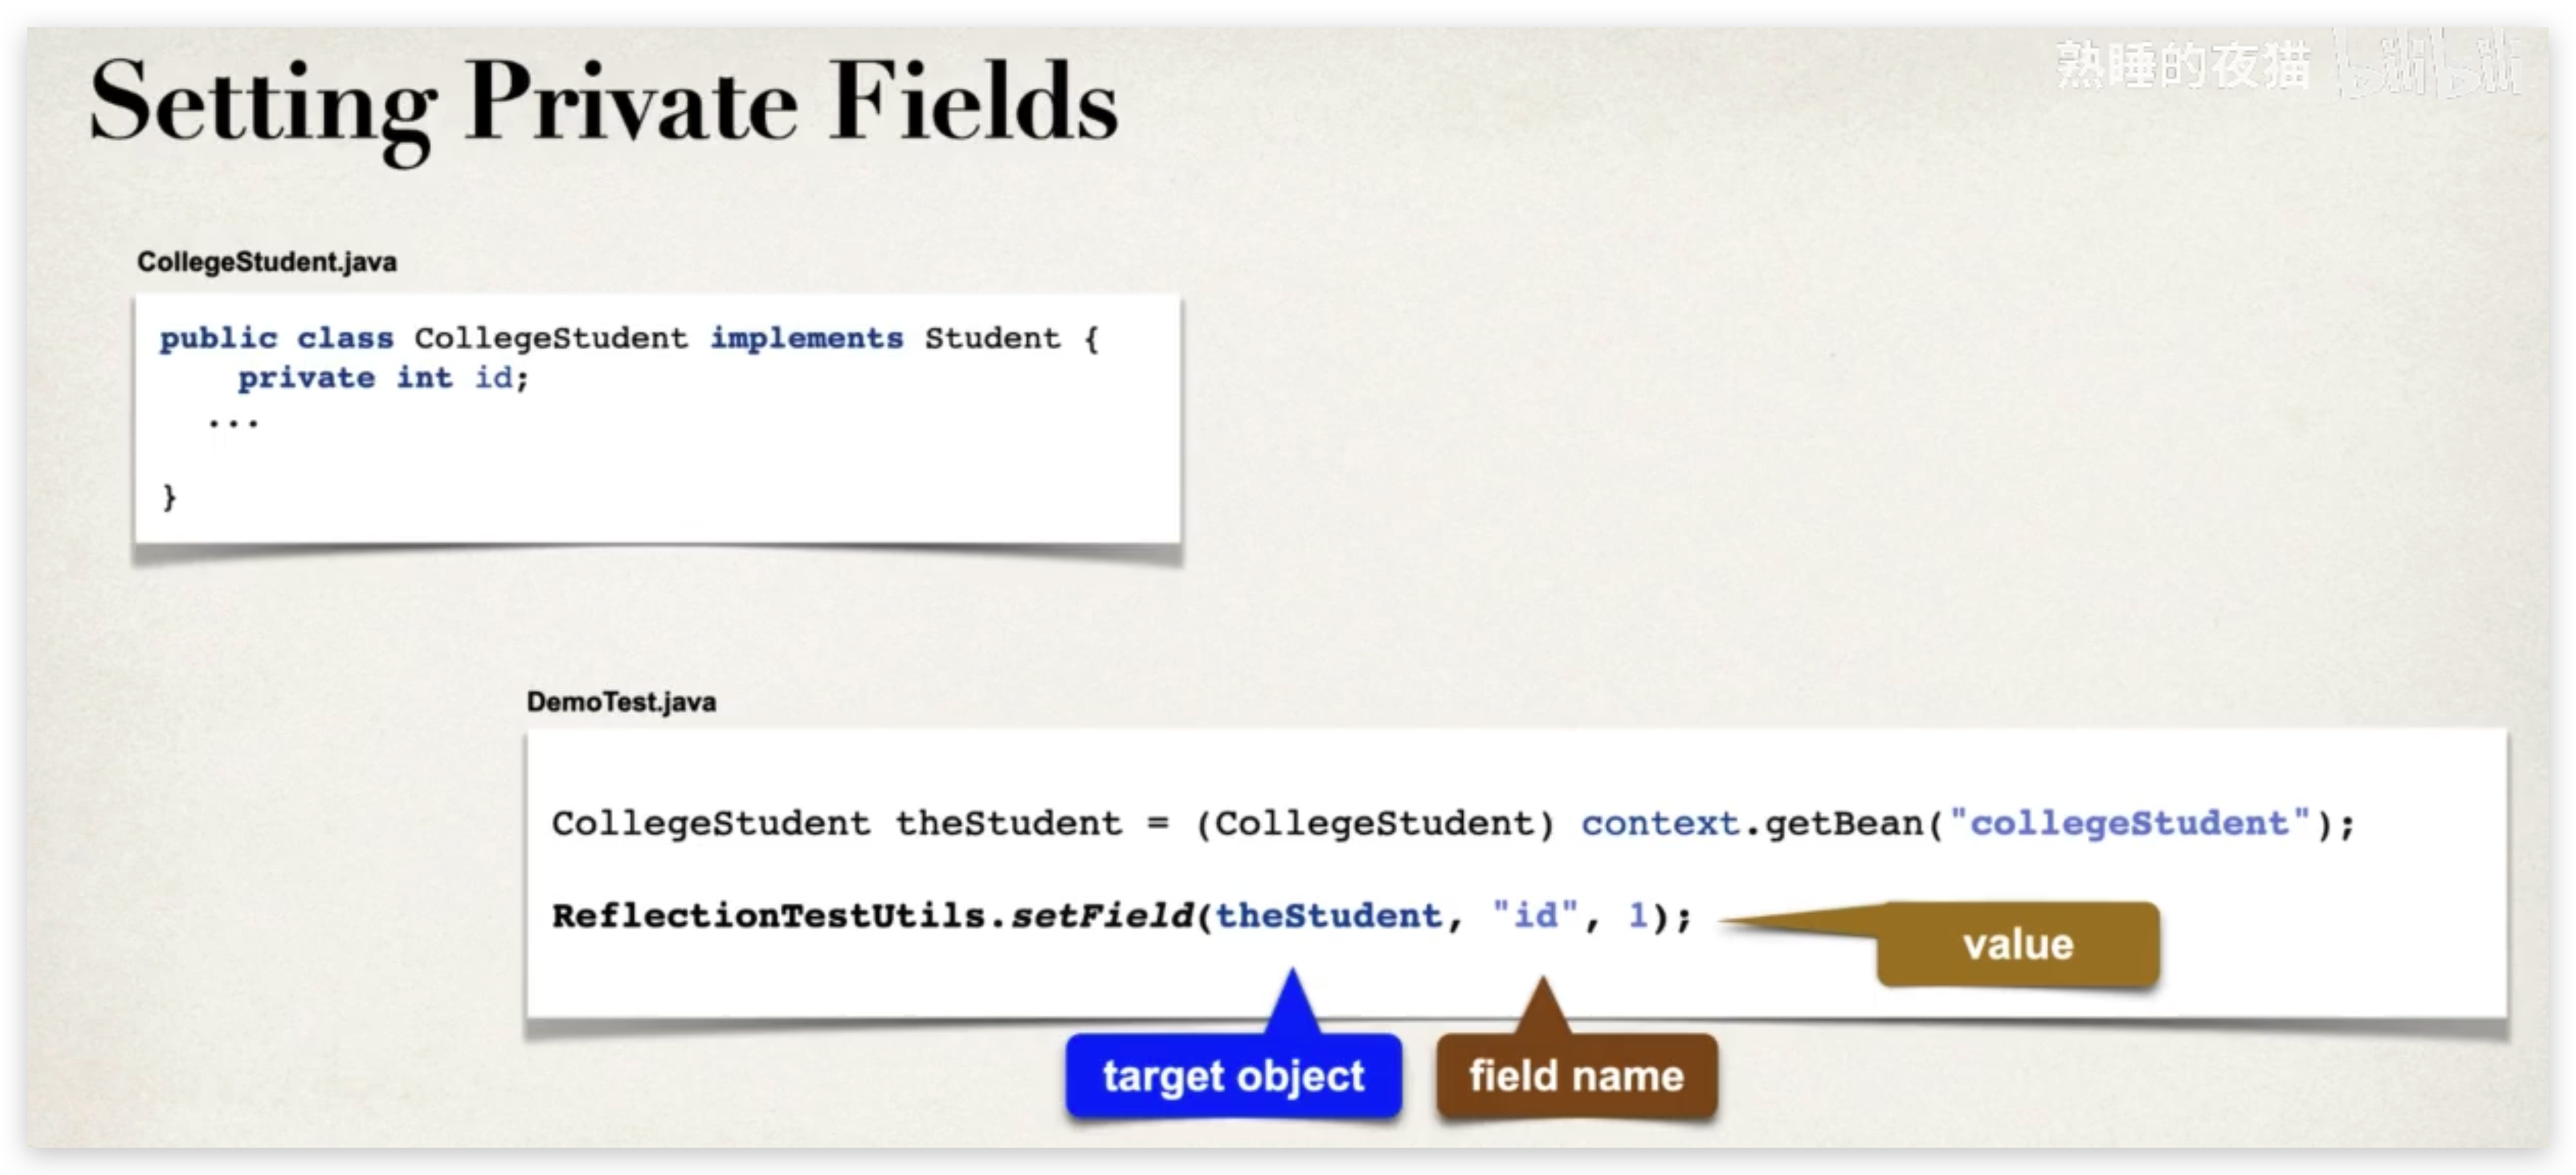 Setting Private Fields
熟睡的夜猫 bilibili
CollegeStudent.java
public class CollegeStudent implements Student {
private int id;
...
}
DemoTest.java
CollegeStudent theStudent = (CollegeStudent) context.getBean("collegeStudent");
ReflectionTestUtils.setField(theStudent, "id", 1);
value
target object
field name